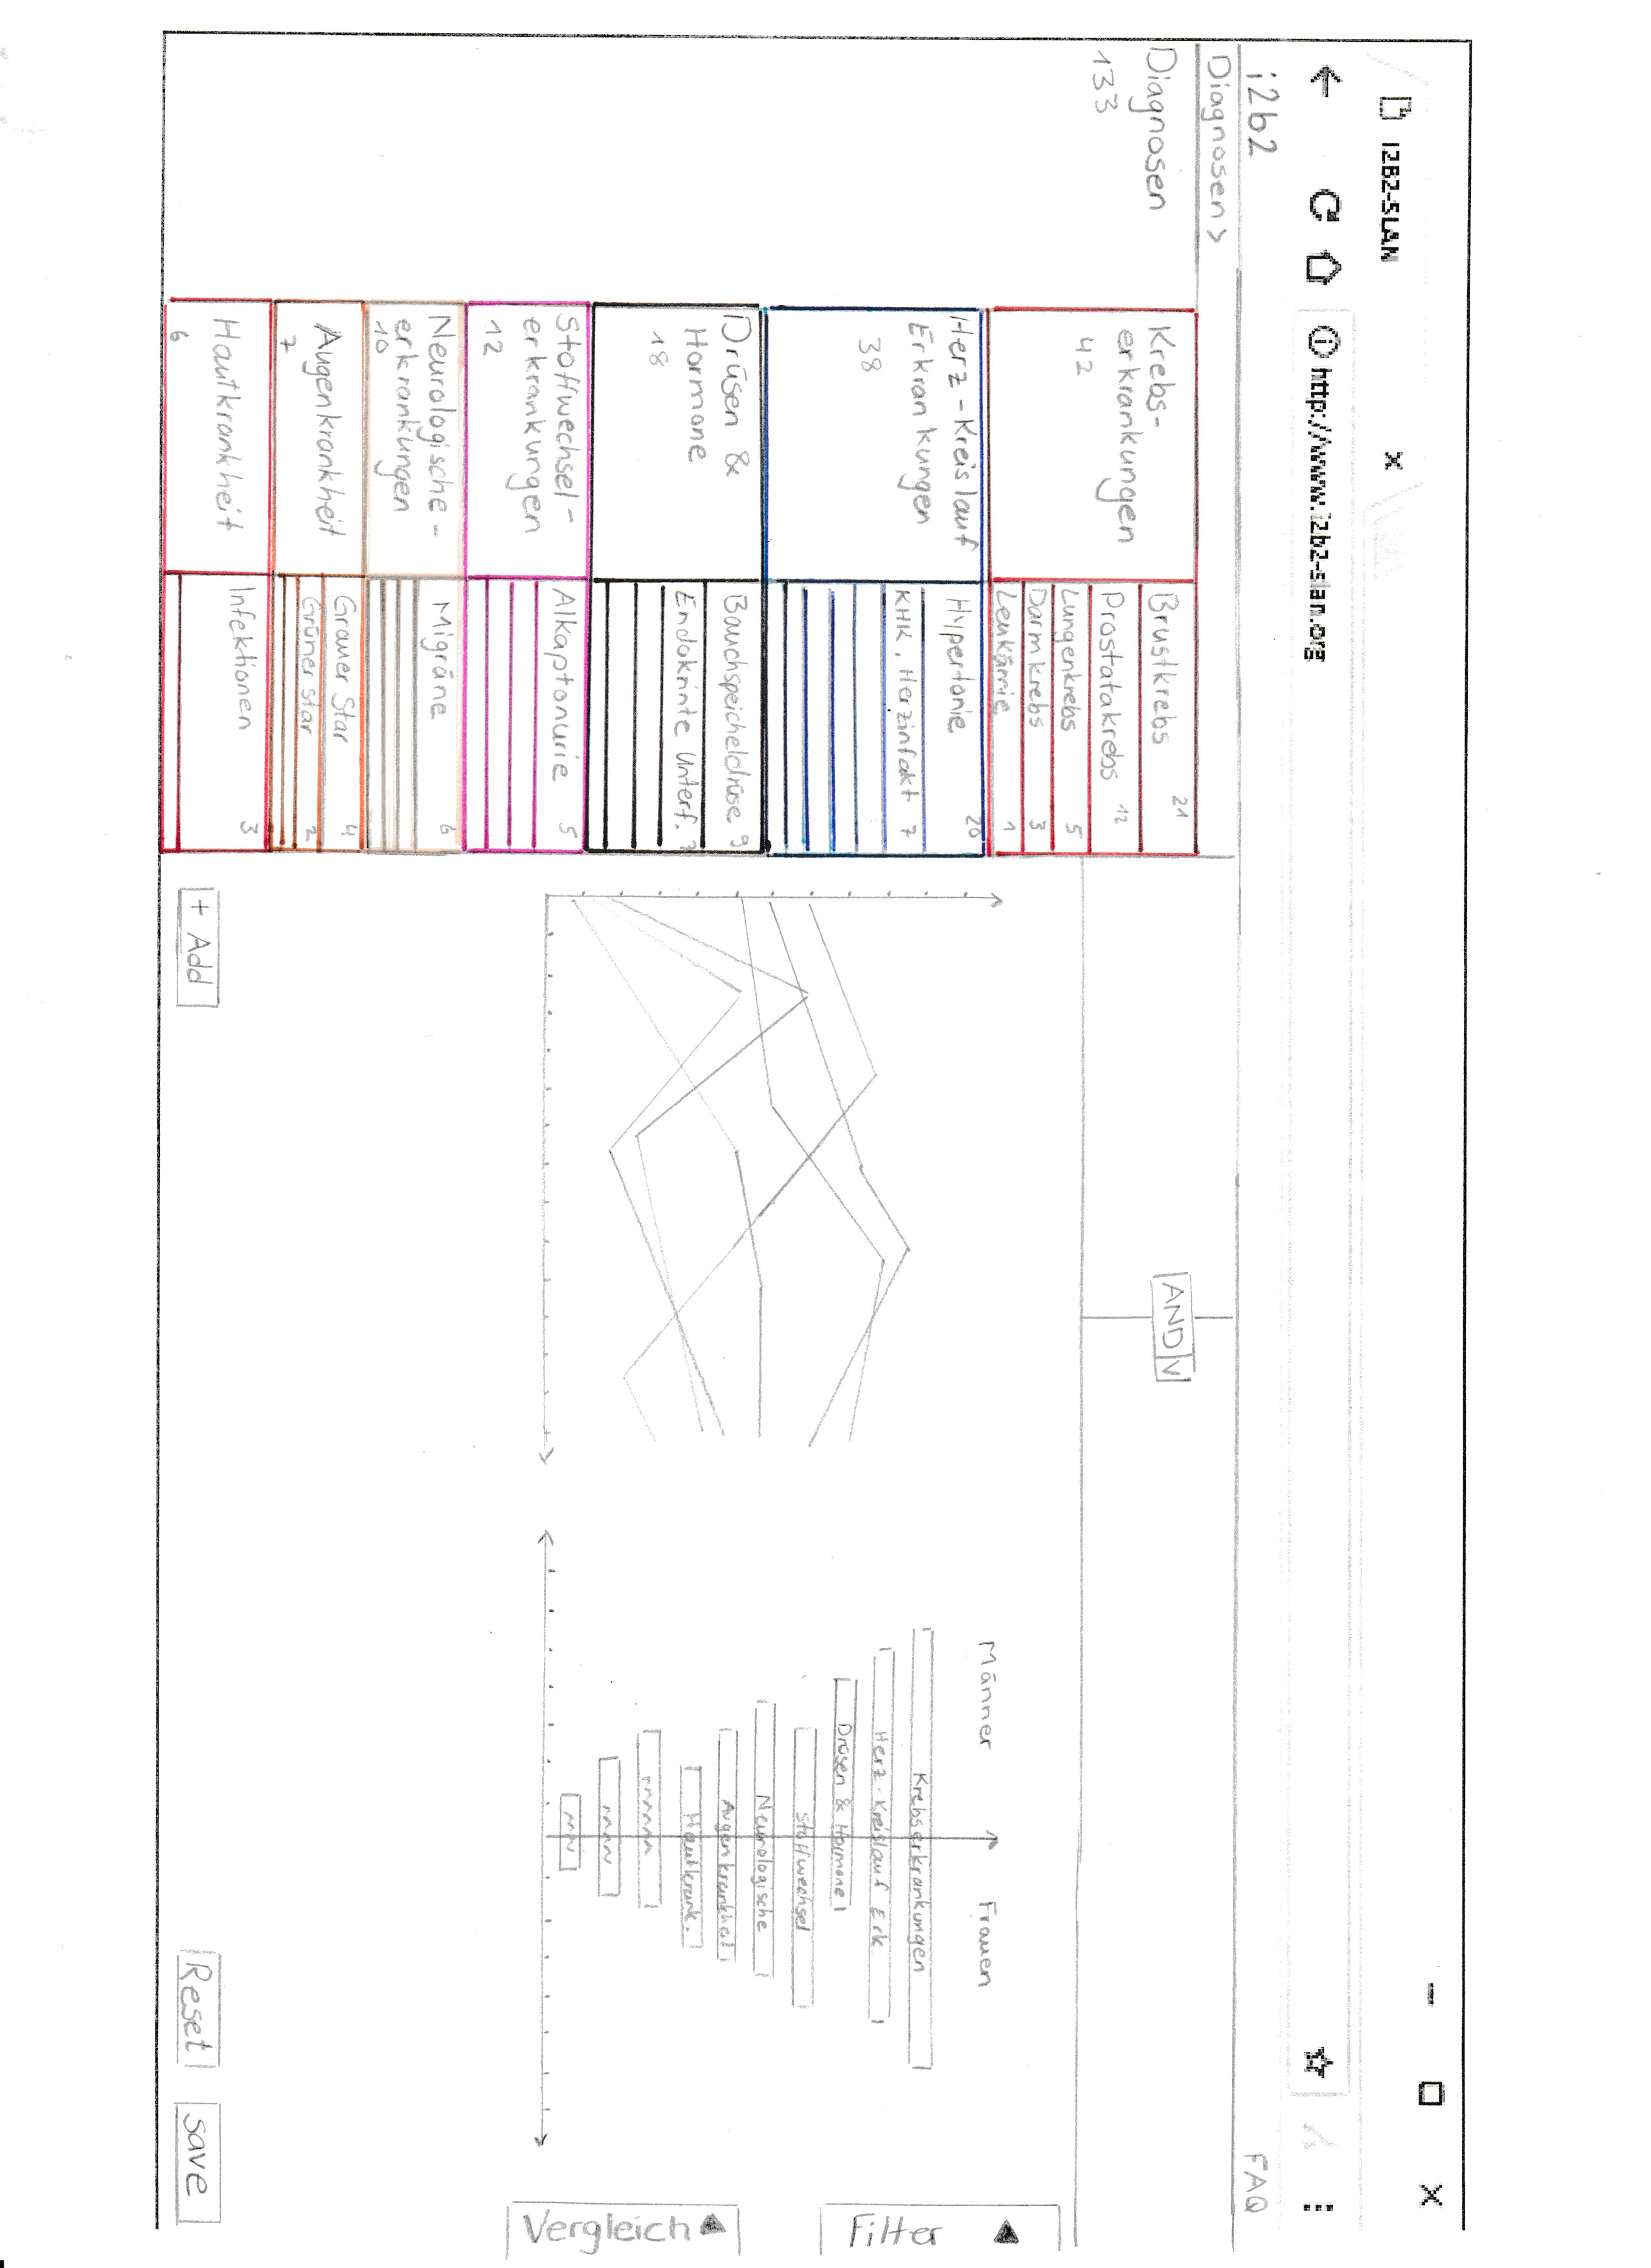 I2B2-SLAN
http://www.i2b2-slan.org
i2b2
FAQ
Diagnosen >
Diagnosen
133
Krebs-
erkrankungen
42
Brustkrebs 21
Prostatakrebs 12
Lungenkrebs 5
Darmkrebs 3
Leukämie 1
Herz-Kreislauf
Erkrankungen
38
Hypertonie 20
KHK, Herzinfakt 7
Drüsen &
Hormone
18
Bauchspeicheldrüse 9
Endokrinte Unterf.
Stoffwechsel-
erkrankungen
12
Alkaptonurie 5
Neurologische-
erkrankungen
10
Migräne 6
Augenkrankheit
7
Grauer Star 4
Grüner star 2
Hautkrankheit
6
Infektionen 3
AND V
Männer
Frauen
Krebserkrankungen
Herz-Kreislauf Erk
Drüsen & Hormone
Stoffwechsel
Neurologische
Augenkrankheit
Hautkrank.
Filter
Vergleich
+ Add
Reset
save